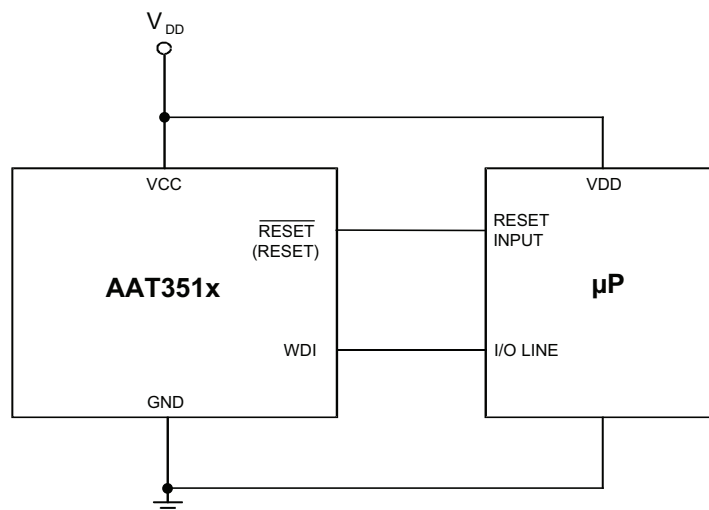 V DD
VCC
VDD
RESET
(RESET)
RESET
INPUT
AAT351x
µP
WDI
I/O LINE
GND